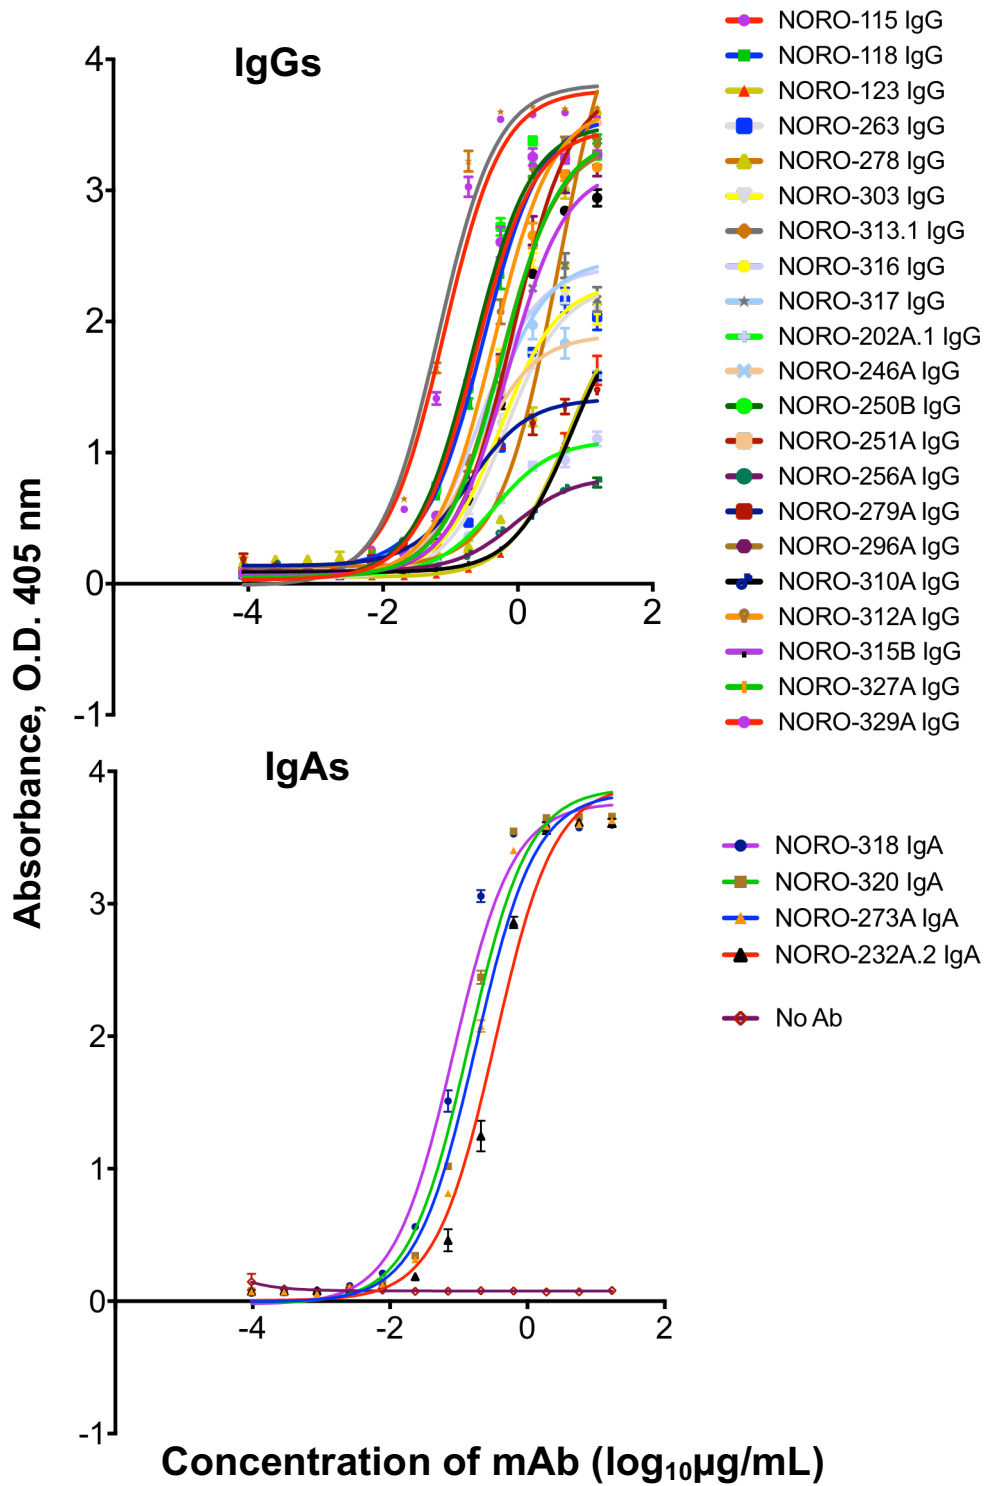 IgGs
4
3
2
1
0
-1
-4
-2
0
2
NORO-115 IgG
NORO-118 IgG
NORO-123 IgG
NORO-263 IgG
NORO-278 IgG
NORO-303 IgG
NORO-313.1 IgG
NORO-316 IgG
NORO-317 IgG
NORO-202A.1 IgG
NORO-246A IgG
NORO-250B IgG
NORO-251A IgG
NORO-256A IgG
NORO-279A IgG
NORO-296A IgG
NORO-310A IgG
NORO-312A IgG
NORO-315B IgG
NORO-327A IgG
NORO-329A IgG
Absorbance, O.D. 405 nm
IgAs
4
3
2
1
0
-1
-4
-2
0
2
NORO-318 IgA
NORO-320 IgA
NORO-273A IgA
NORO-232A.2 IgA
No Ab
Concentration of mAb (log₁₀µg/mL)